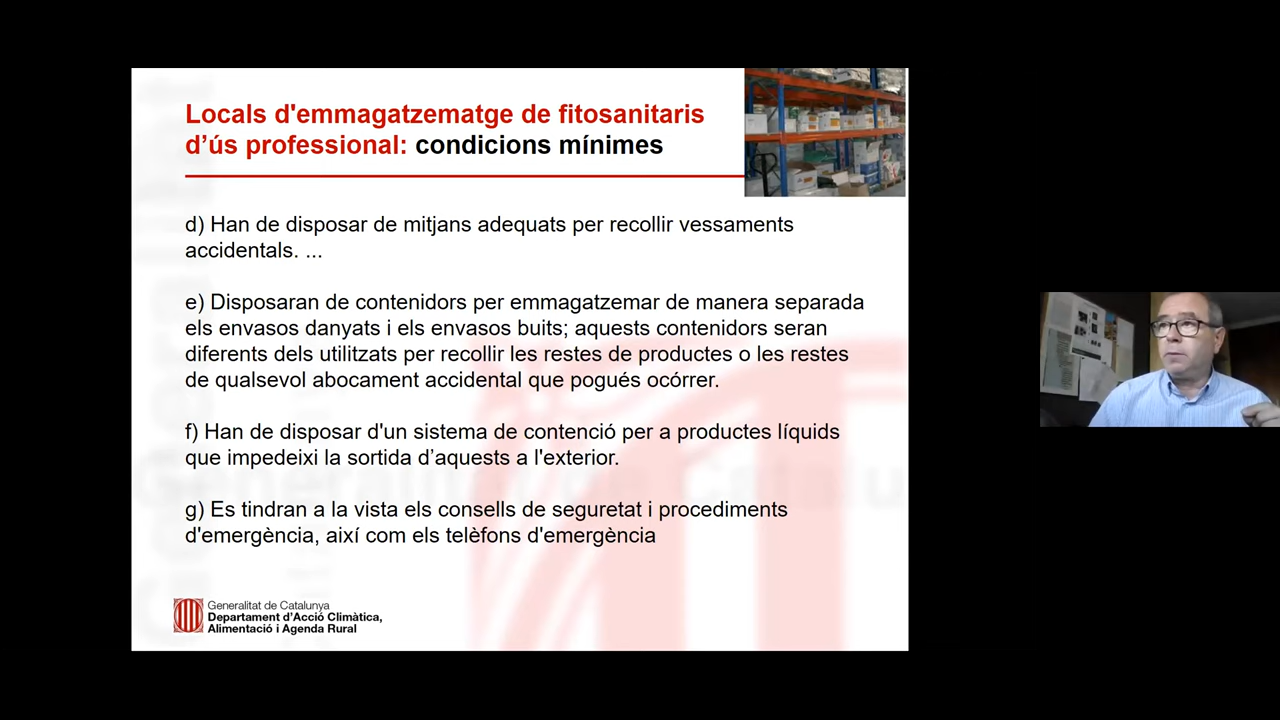 Locals d'emmagatzematge de fitosanitaris
d’ús professional: condicions mínimes
d) Han de disposar de mitjans adequats per recollir vessaments
accidentals. ...
e) Disposaran de contenidors per emmagatzemar de manera separada
els envasos danyats i els envasos buits; aquests contenidors seran
diferents dels utilitzats per recollir les restes de productes o les restes
de qualsevol abocament accidental que pogués ocórrer.
f) Han de disposar d'un sistema de contenció per a productes líquids
que impedeixi la sortida d’aquests a l'exterior.
g) Es tindran a la vista els consells de seguretat i procediments
d'emergència, així com els telèfons d'emergència
Generalitat de Catalunya
Departament d’Acció Climàtica,
Alimentació i Agenda Rural